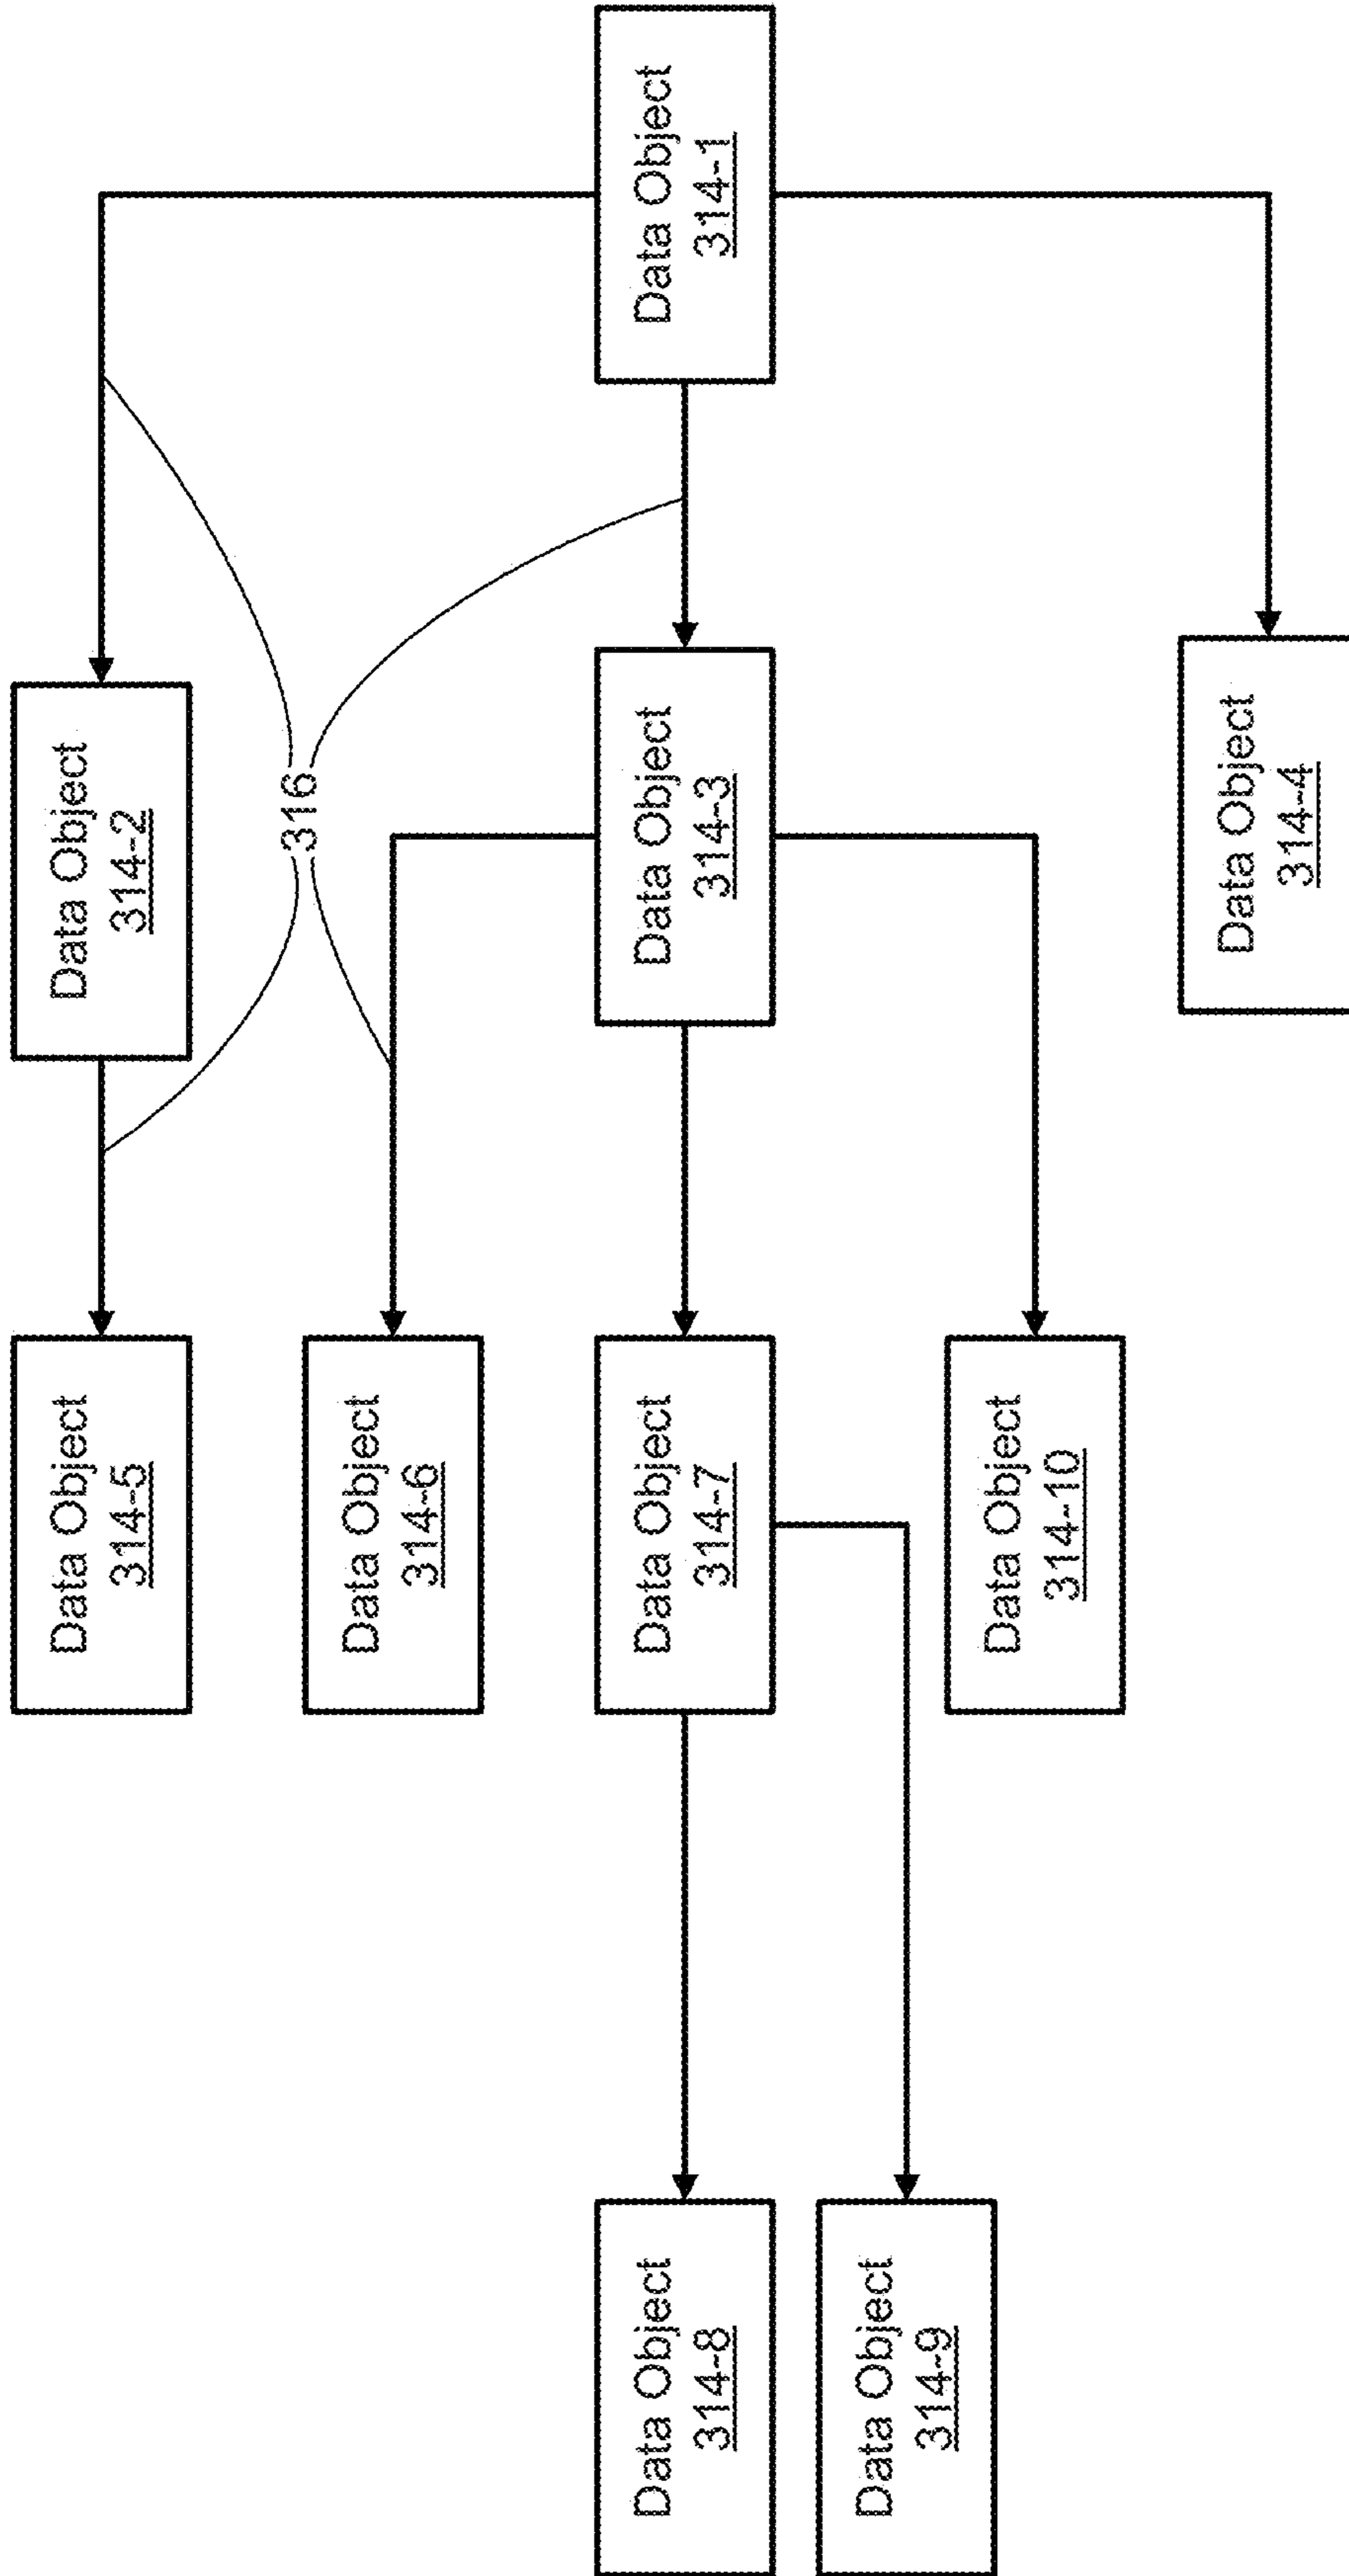 Data Object
314-1
Data Object
314-2
316
Data Object
314-3
Data Object
314-4
Data Object
314-5
Data Object
314-6
Data Object
314-7
Data Object
314-10
Data Object
314-8
Data Object
314-9